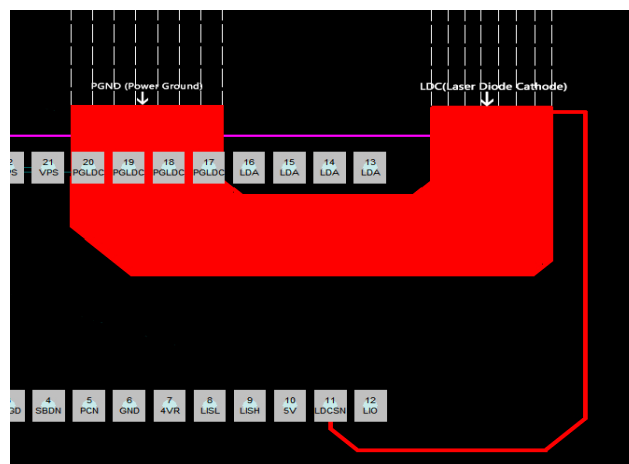 PGND (Power Ground)
LDC(Laser Diode Cathode)
21 20 19 18 17 16 15 14 13
PS VPS PGLDC PGLDC PGLDC PGLDC LDA LDA LDA LDA
4 5 6 7 8 9 10 11 12
GD SBDN PCN GND 4VR LISL LISH 5V LDCSN LIO